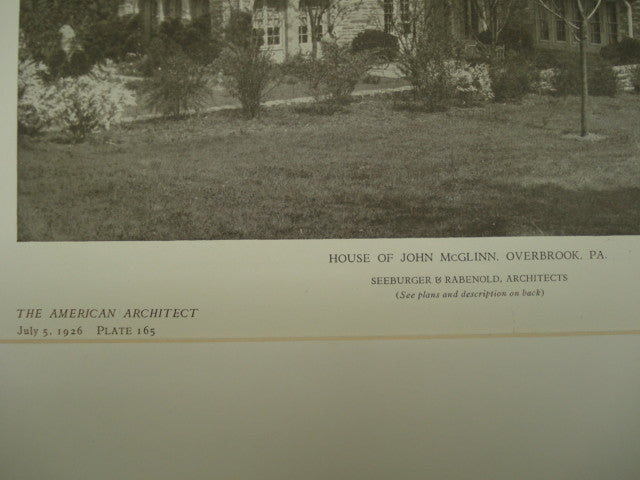 HOUSE OF JOHN McGLINN, OVERBROOK, PA.
SEEBURGER & RABENOLD, ARCHITECTS
(See plans and description on back)
THE AMERICAN ARCHITECT
July 5, 1926 PLATE 165